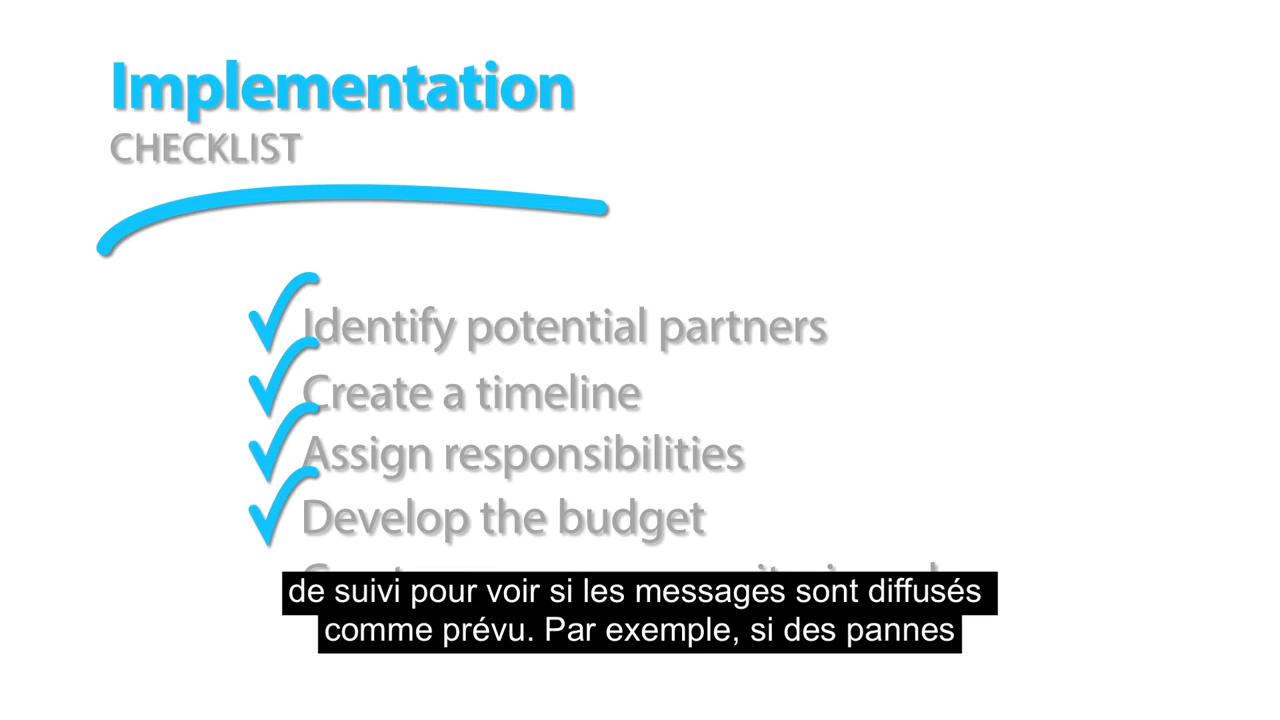 Implementation
CHECKLIST
Identify potential partners
Create a timeline
Assign responsibilities
Develop the budget
de suivi pour voir si les messages sont diffusés
comme prévu. Par exemple, si des pannes